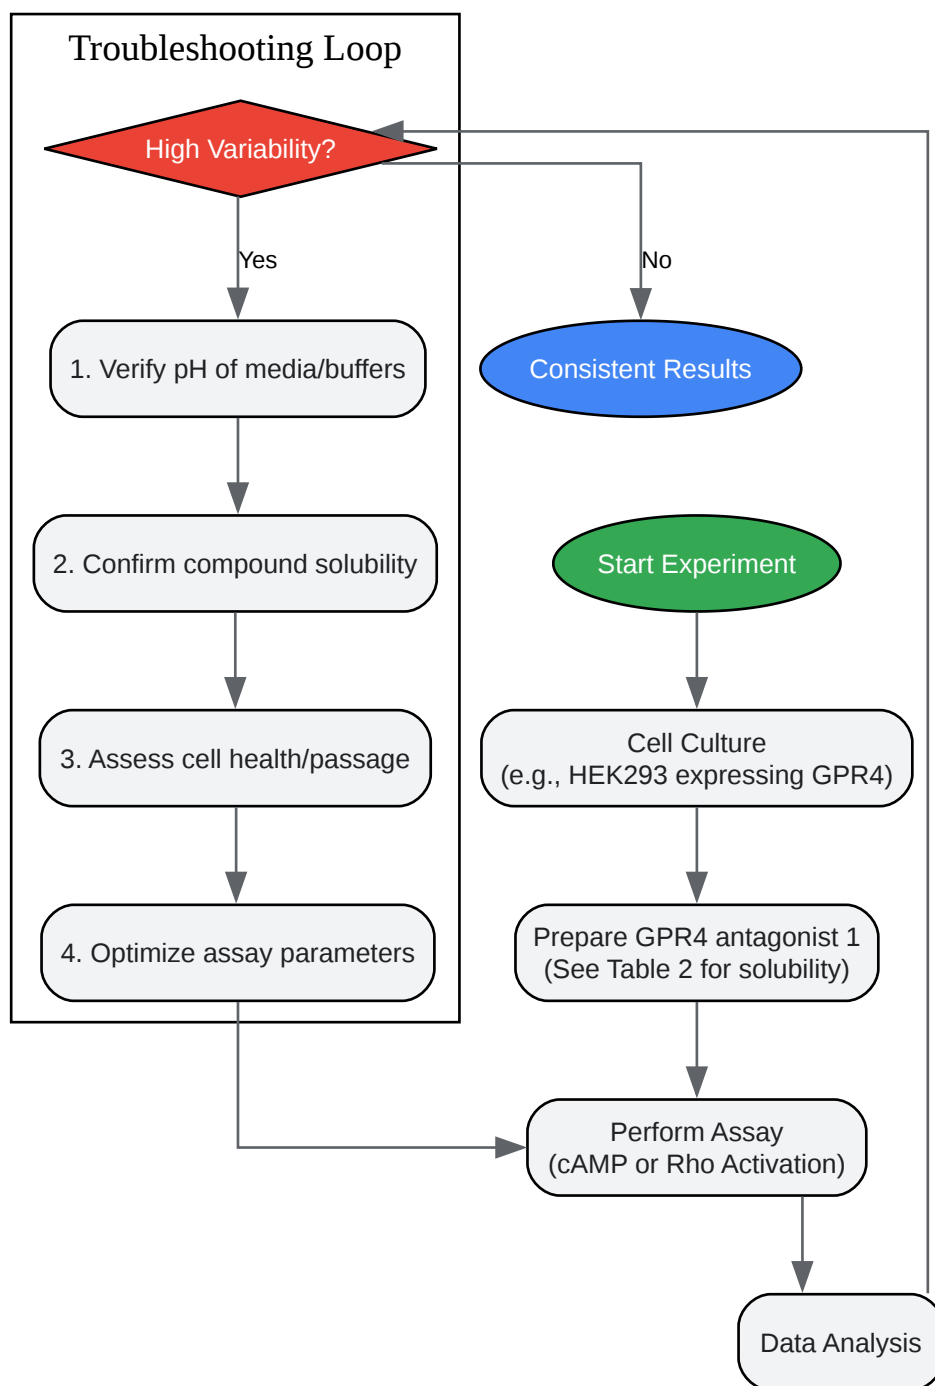 Troubleshooting Loop
High Variability?
Yes
No
1. Verify pH of media/buffers
Consistent Results
2. Confirm compound solubility
Start Experiment
3. Assess cell health/passage
Cell Culture
(e.g., HEK293 expressing GPR4)
4. Optimize assay parameters
Prepare GPR4 antagonist 1
(See Table 2 for solubility)
Perform Assay
(cAMP or Rho Activation)
Data Analysis